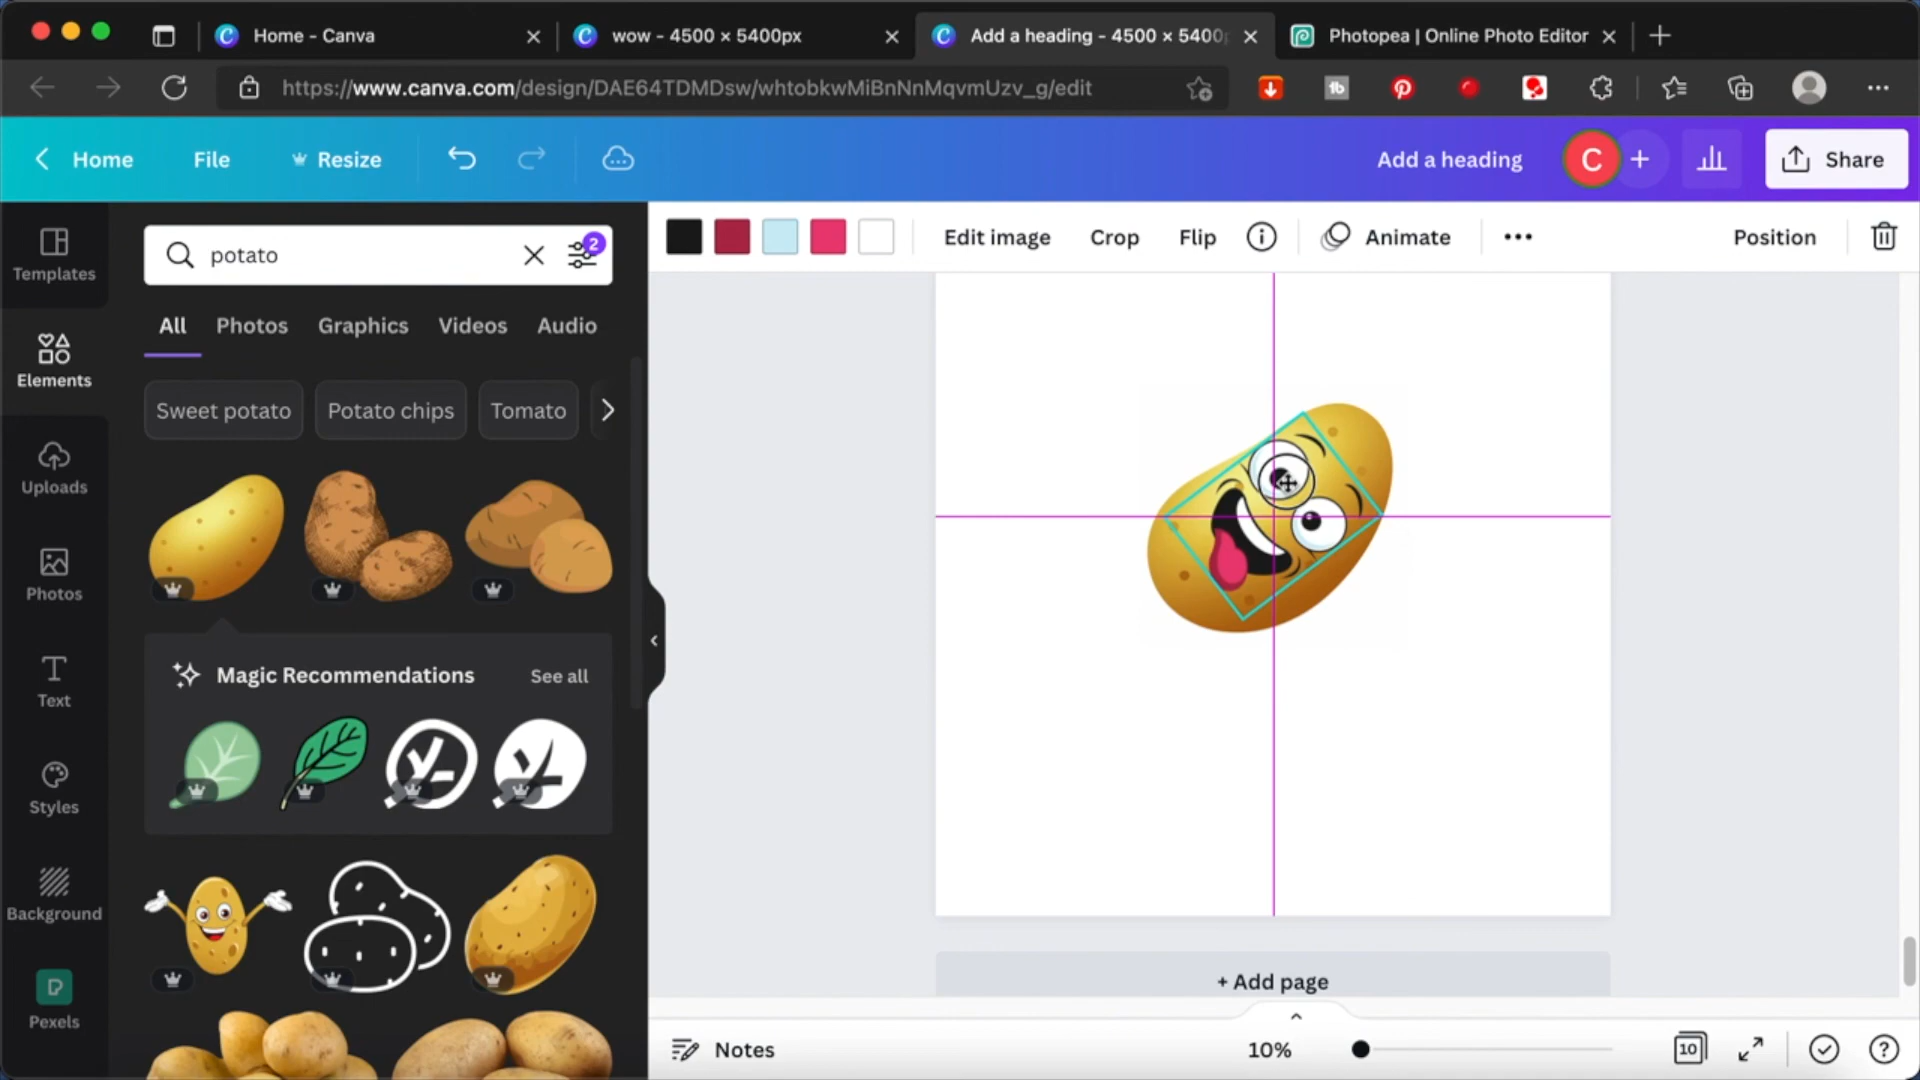 Home - Canva
wow - 4500 × 5400px
Add a heading - 4500 × 5400p
Photopea | Online Photo Editor
https://www.canva.com/design/DAE64TDMDsw/whtobkwMiBnNnMqvmUzv_g/edit
tb
Home
File
Resize
Add a heading
C
Share
Templates
Elements
Uploads
Photos
Text
Styles
Background
Pexels
potato
2
All
Photos
Graphics
Videos
Audio
Sweet potato
Potato chips
Tomato
Magic Recommendations
See all
Edit image
Crop
Flip
Animate
Position
+ Add page
Notes
10%
10